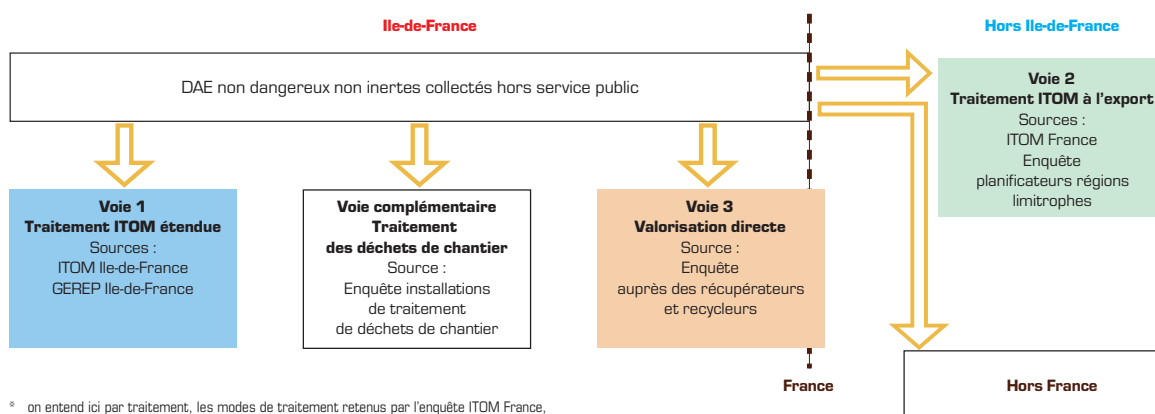 Ile-de-France
Hors Ile-de-France
DAE non dangereux non inertes collectés hors service public
Voie 1
Traitement ITOM étendue
Sources :
ITOM Ile-de-France
GEREP Ile-de-France
Voie complémentaire
Traitement
des déchets de chantier
Source :
Enquête installations
de traitement
de déchets de chantier
Voie 3
Valorisation directe
Source :
Enquête
auprès des récupérateurs
et recycleurs
Voie 2
Traitement ITOM à l'export
Sources :
ITOM France
Enquête
planificateurs régions
limitrophes
France
Hors France
* on entend ici par traitement, les modes de traitement retenus par l'enquête ITOM France,